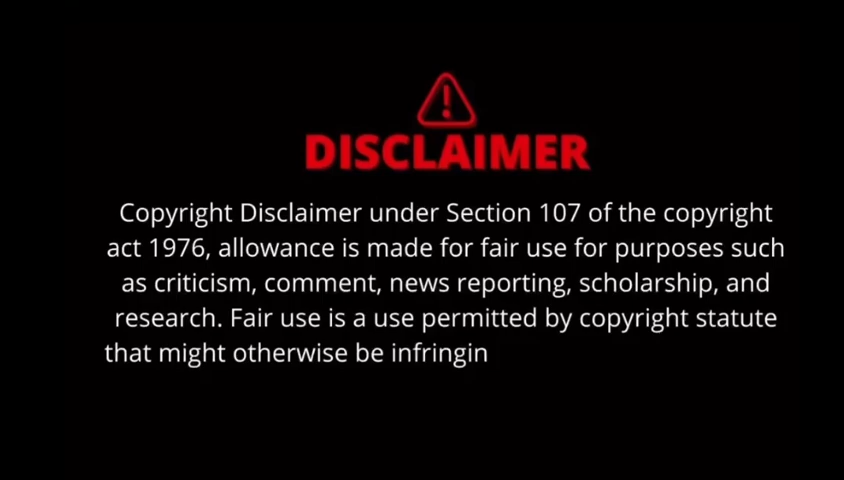 DISCLAIMER
Copyright Disclaimer under Section 107 of the copyright
act 1976, allowance is made for fair use for purposes such
as criticism, comment, news reporting, scholarship, and
research. Fair use is a use permitted by copyright statute
that might otherwise be infringin